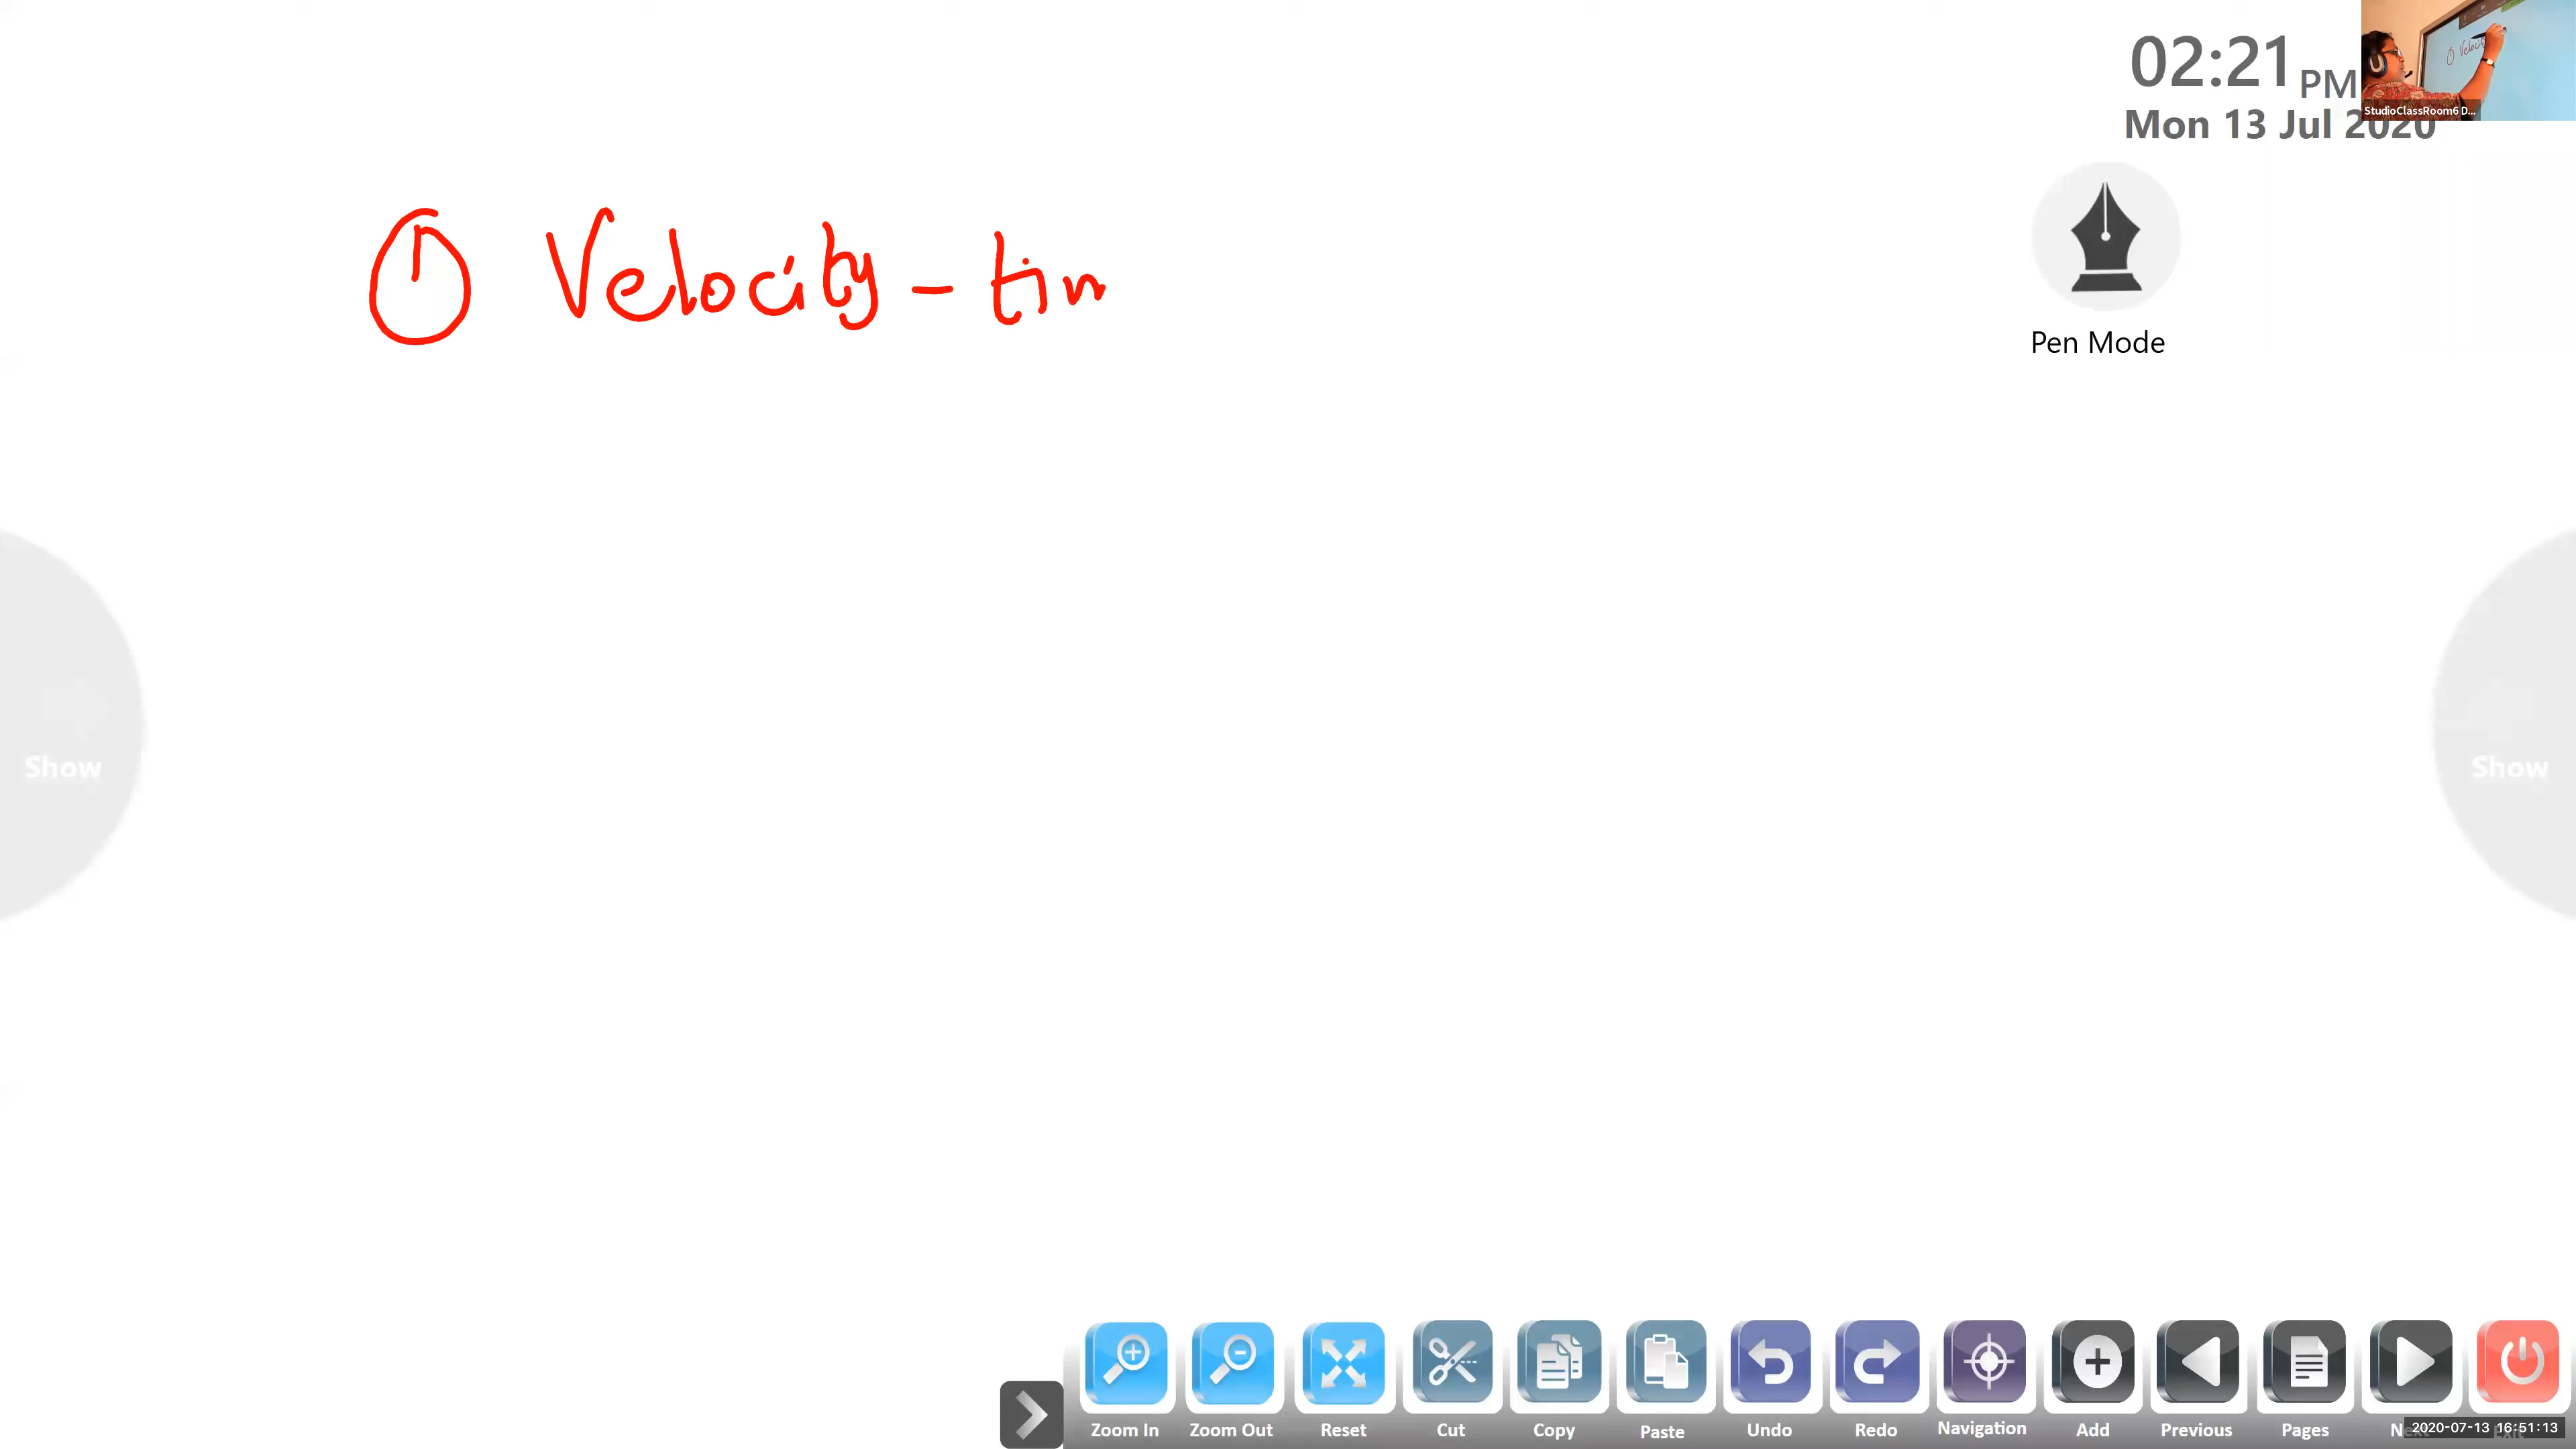 02:21 PM
Mon 13 Jul 2020
StudioClassRoom6 D...
① Velocity - tim
Pen Mode
Show
Show
Zoom In Zoom Out Reset Cut Copy Paste Undo Redo Navigation Add Previous Pages
2020-07-13 16:51:13